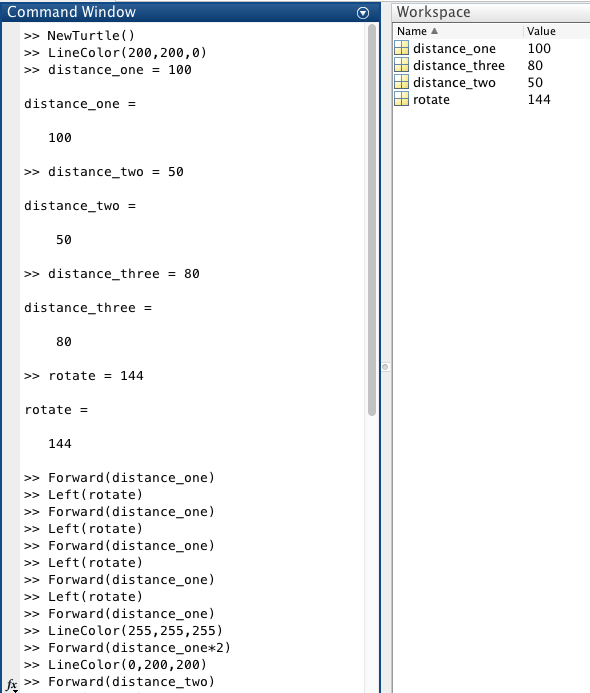 Command Window
>> NewTurtle()
>> LineColor(200,200,0)
>> distance_one = 100
distance_one =
100
>> distance_two = 50
distance_two =
50
>> distance_three = 80
distance_three =
80
>> rotate = 144
rotate =
144
>> Forward(distance_one)
>> Left(rotate)
>> Forward(distance_one)
>> Left(rotate)
>> Forward(distance_one)
>> Left(rotate)
>> Forward(distance_one)
>> Left(rotate)
>> Forward(distance_one)
>> LineColor(255,255,255)
>> Forward(distance_one*2)
>> LineColor(0,200,200)
fx >> Forward(distance_two)
Workspace
Name Value
distance_one 100
distance_three 80
distance_two 50
rotate 144